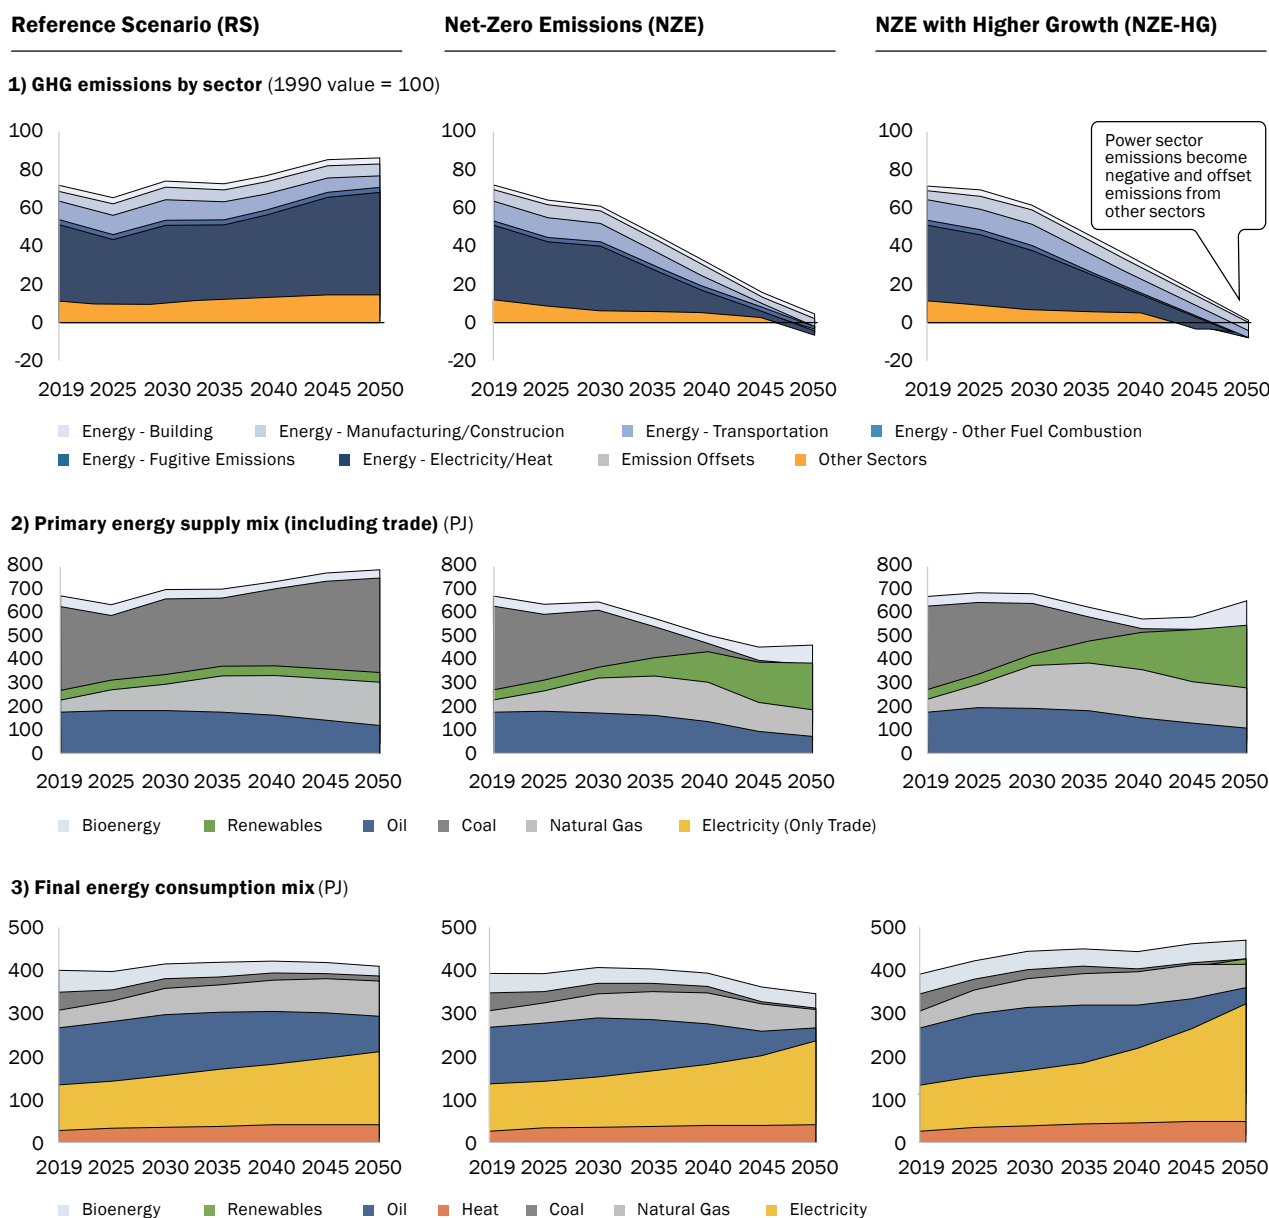 Reference Scenario (RS)
Net-Zero Emissions (NZE)
NZE with Higher Growth (NZE-HG)
1) GHG emissions by sector (1990 value = 100)
100
80
60
40
20
0
-20
2019 2025 2030 2035 2040 2045 2050
100
80
60
40
20
0
-20
2019 2025 2030 2035 2040 2045 2050
100
80
60
40
20
0
-20
2019 2025 2030 2035 2040 2045 2050
Power sector
emissions become
negative and offset
emissions from
other sectors
Energy - Building
Energy - Manufacturing/Construcion
Energy - Transportation
Energy - Other Fuel Combustion
Energy - Fugitive Emissions
Energy - Electricity/Heat
Emission Offsets
Other Sectors
2) Primary energy supply mix (including trade) (PJ)
800
700
600
500
400
300
200
100
0
2019 2025 2030 2035 2040 2045 2050
800
700
600
500
400
300
200
100
0
2019 2025 2030 2035 2040 2045 2050
800
700
600
500
400
300
200
100
0
2019 2025 2030 2035 2040 2045 2050
Bioenergy
Renewables
Oil
Coal
Natural Gas
Electricity (Only Trade)
3) Final energy consumption mix (PJ)
500
400
300
200
100
0
2019 2025 2030 2035 2040 2045 2050
500
400
300
200
100
0
2019 2025 2030 2035 2040 2045 2050
500
400
300
200
100
0
2019 2025 2030 2035 2040 2045 2050
Bioenergy
Renewables
Oil
Heat
Coal
Natural Gas
Electricity